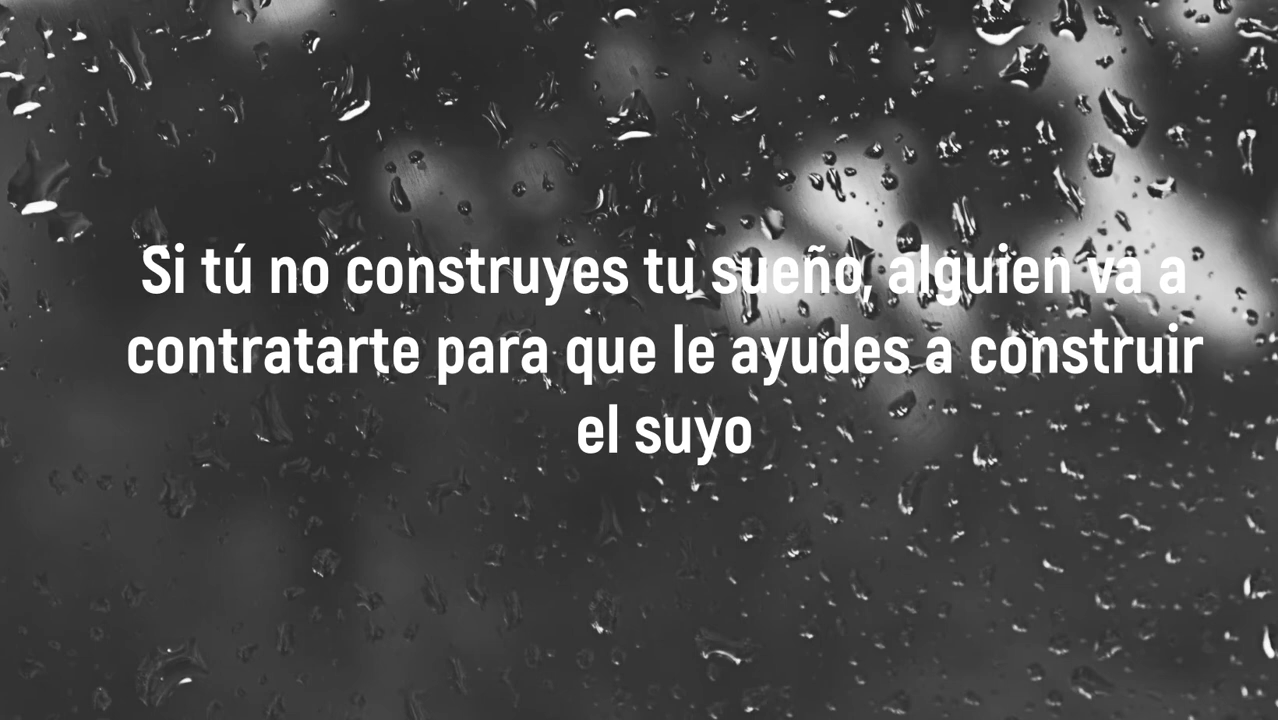 Si tú no construyes tu sueño, alguien va a
contratarte para que le ayudes a construir
el suyo